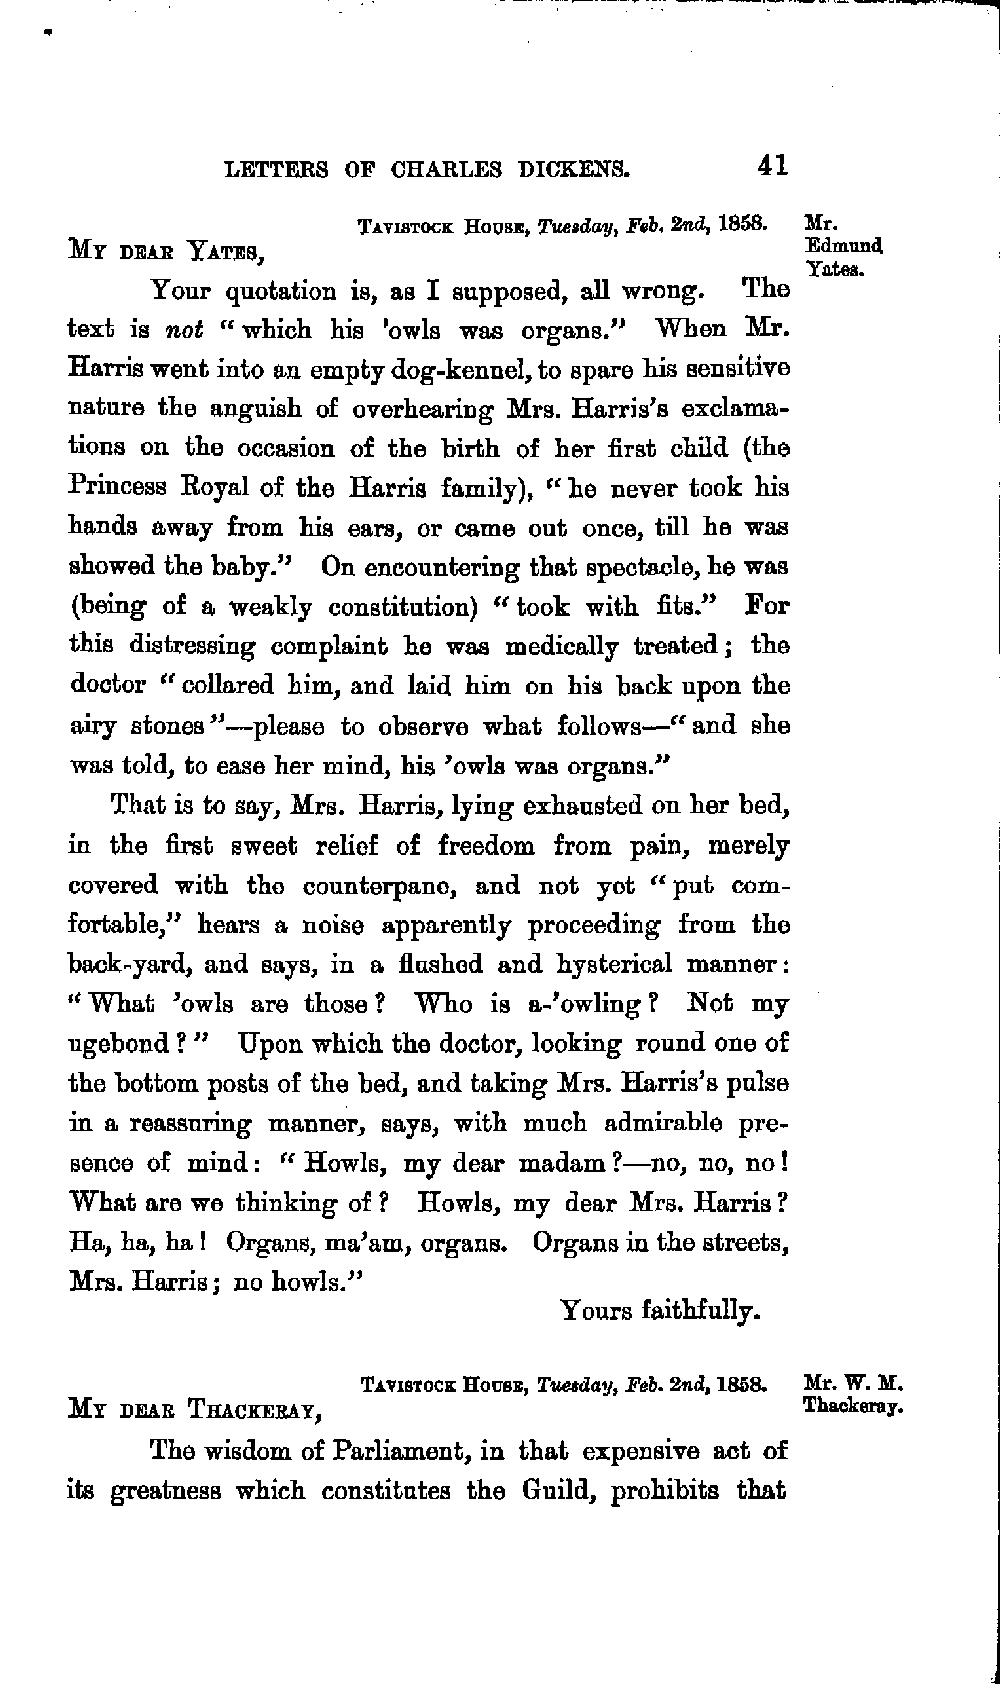 LETTERS OF CHARLES DICKENS. 41
TAVISTOCK HOUSE, Tuesday, Feb. 2nd, 1858.
Mr.
Edmund
Yates.
MY DEAR YATES,
Your quotation is, as I supposed, all wrong. The
text is not “which his 'owls was organs.” When Mr.
Harris went into an empty dog-kennel, to spare his sensitive
nature the anguish of overhearing Mrs. Harris’s exclama-
tions on the occasion of the birth of her first child (the
Princess Royal of the Harris family), “he never took his
hands away from his ears, or came out once, till he was
showed the baby.” On encountering that spectacle, he was
(being of a weakly constitution) “took with fits.” For
this distressing complaint he was medically treated; the
doctor “collared him, and laid him on his back upon the
airy stones”—please to observe what follows—“and she
was told, to ease her mind, his ’owls was organs.”
That is to say, Mrs. Harris, lying exhausted on her bed,
in the first sweet relief of freedom from pain, merely
covered with the counterpane, and not yet “put com-
fortable,” hears a noise apparently proceeding from the
back-yard, and says, in a flushed and hysterical manner:
“What ’owls are those? Who is a-’owling? Not my
ugebond?” Upon which the doctor, looking round one of
the bottom posts of the bed, and taking Mrs. Harris’s pulse
in a reassuring manner, says, with much admirable pre-
sence of mind: “Howls, my dear madam?—no, no, no!
What are we thinking of? Howls, my dear Mrs. Harris?
Ha, ha, ha! Organs, ma’am, organs. Organs in the streets,
Mrs. Harris; no howls.”
Yours faithfully.
TAVISTOCK HOUSE, Tuesday, Feb. 2nd, 1858.
Mr. W. M.
Thackeray.
MY DEAR THACKERAY,
The wisdom of Parliament, in that expensive act of
its greatness which constitutes the Guild, prohibits that